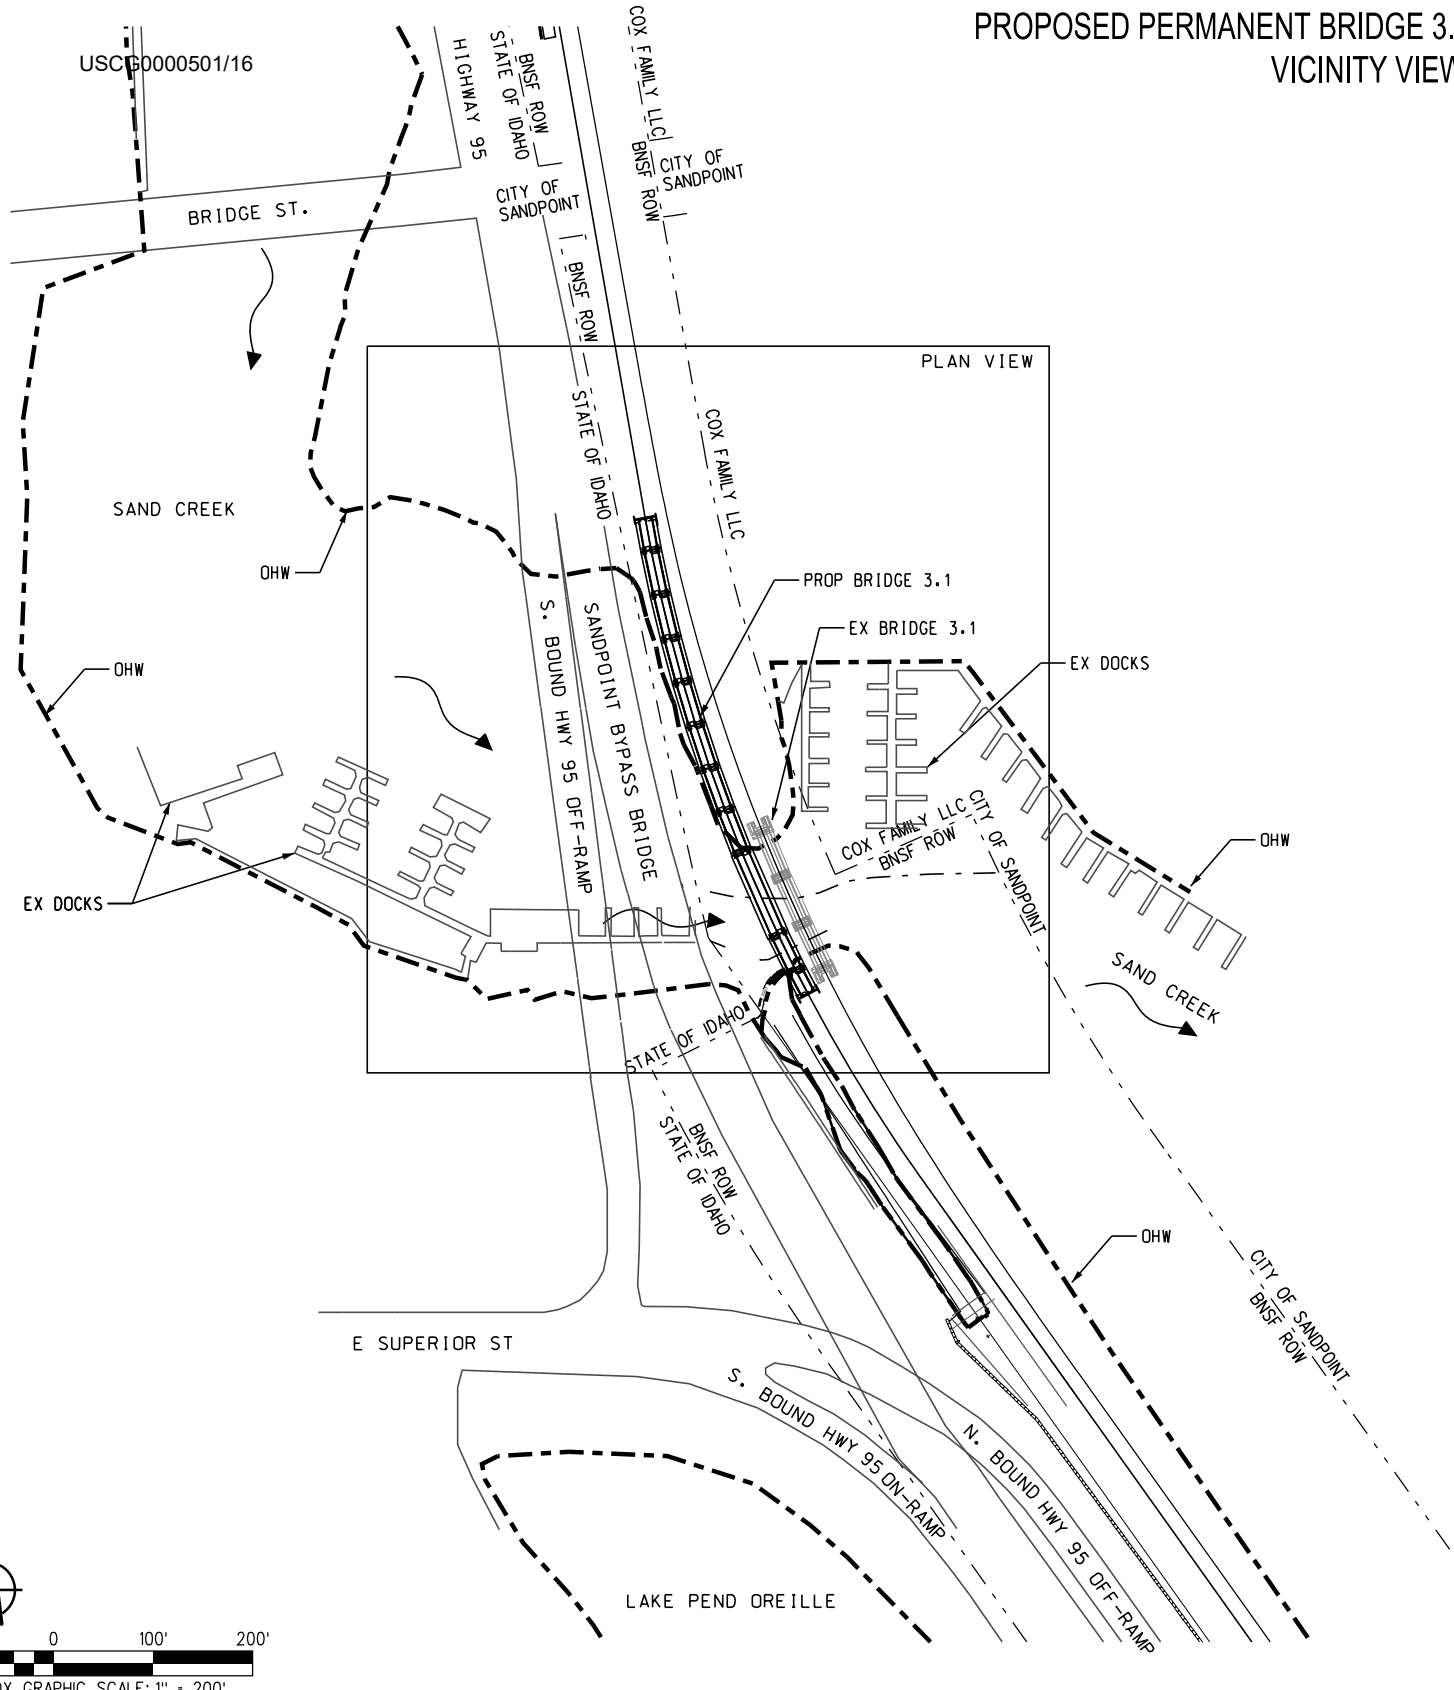 PROPOSED PERMANENT BRIDGE 3.
VICINITY VIEW
USCG0000501/16
HIGHWAY 95
BNSF ROW
STATE OF IDAHO
COX FAMILY LLC
BNSF ROW
CITY OF
SANDPOINT
CITY OF
SANDPOINT
BRIDGE ST.
BNSF ROW
STATE OF IDAHO
PLAN VIEW
COX FAMILY LLC
SAND CREEK
OHW
PROP BRIDGE 3.1
EX BRIDGE 3.1
EX DOCKS
OHW
S. BOUND HWY 95 OFF-RAMP
SANDPOINT BYPASS BRIDGE
COX FAMILY LLC
BNSF ROW
CITY OF SANDPOINT
OHW
EX DOCKS
SAND CREEK
STATE OF IDAHO
BNSF ROW
STATE OF IDAHO
OHW
CITY OF SANDPOINT
BNSF ROW
E SUPERIOR ST
S. BOUND HWY 95 ON-RAMP
N. BOUND HWY 95 OFF-RAMP
LAKE PEND OREILLE
0 100' 200'
GRAPHIC SCALE: 1" = 200'